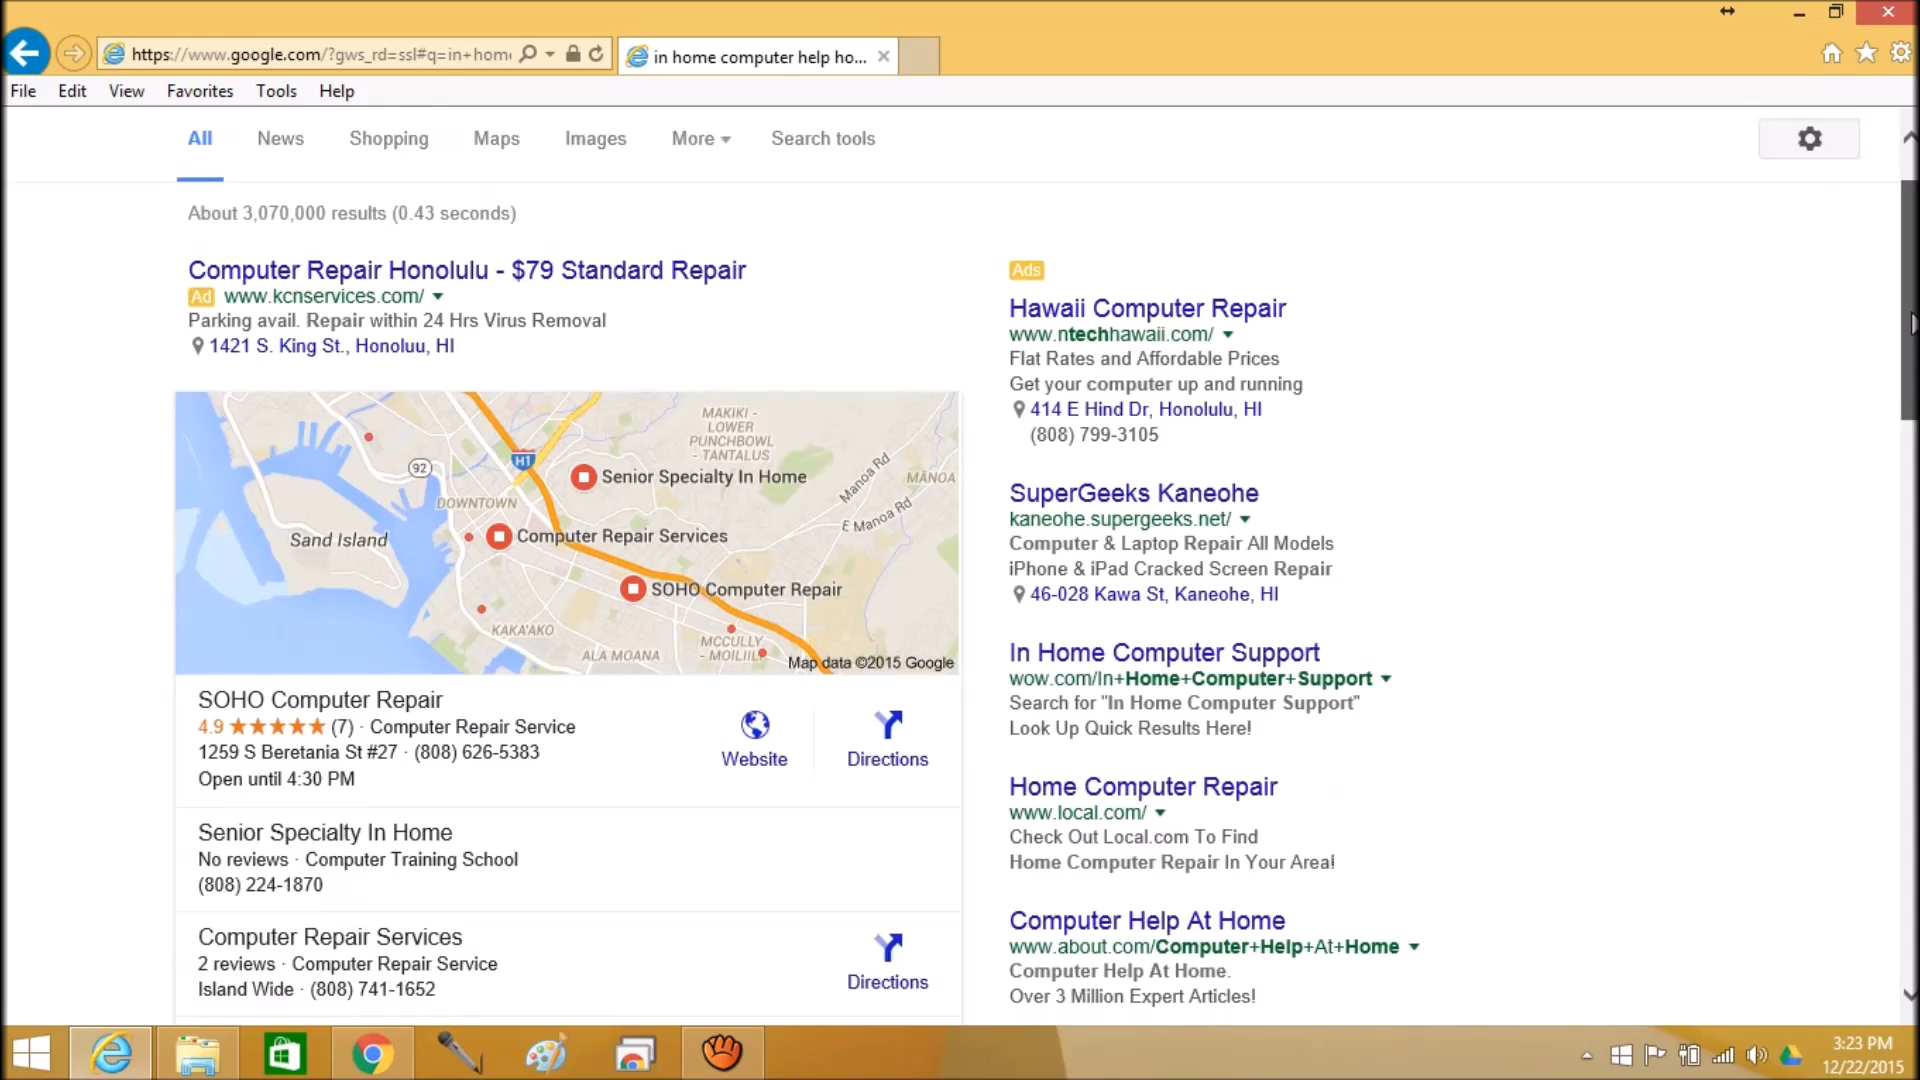 https://www.google.com/?gws_rd=ssl#q=in+hom
in home computer help ho...
File Edit View Favorites Tools Help
All News Shopping Maps Images More Search tools
About 3,070,000 results (0.43 seconds)
Computer Repair Honolulu - $79 Standard Repair
Ad www.kcnservices.com/
Parking avail. Repair within 24 Hrs Virus Removal
1421 S. King St., Honoluu, HI
MAKIKI -
LOWER
PUNCHBOWL
- TANTALUS
92
H1
Senior Specialty In Home
Manoa Rd
MĀNOA
DOWNTOWN
E Manoa Rd
Sand Island
Computer Repair Services
SOHO Computer Repair
KAKA'AKO
ALA MOANA
MCCULLY
- MOILIILI
Map data ©2015 Google
SOHO Computer Repair
4.9 (7) · Computer Repair Service
1259 S Beretania St #27 · (808) 626-5383
Open until 4:30 PM
Website
Directions
Senior Specialty In Home
No reviews · Computer Training School
(808) 224-1870
Computer Repair Services
2 reviews · Computer Repair Service
Island Wide · (808) 741-1652
Directions
Ads
Hawaii Computer Repair
www.ntechhawaii.com/
Flat Rates and Affordable Prices
Get your computer up and running
414 E Hind Dr, Honolulu, HI
(808) 799-3105
SuperGeeks Kaneohe
kaneohe.supergeeks.net/
Computer & Laptop Repair All Models
iPhone & iPad Cracked Screen Repair
46-028 Kawa St, Kaneohe, HI
In Home Computer Support
wow.com/In+Home+Computer+Support
Search for "In Home Computer Support"
Look Up Quick Results Here!
Home Computer Repair
www.local.com/
Check Out Local.com To Find
Home Computer Repair In Your Area!
Computer Help At Home
www.about.com/Computer+Help+At+Home
Computer Help At Home.
Over 3 Million Expert Articles!
3:23 PM
12/22/2015